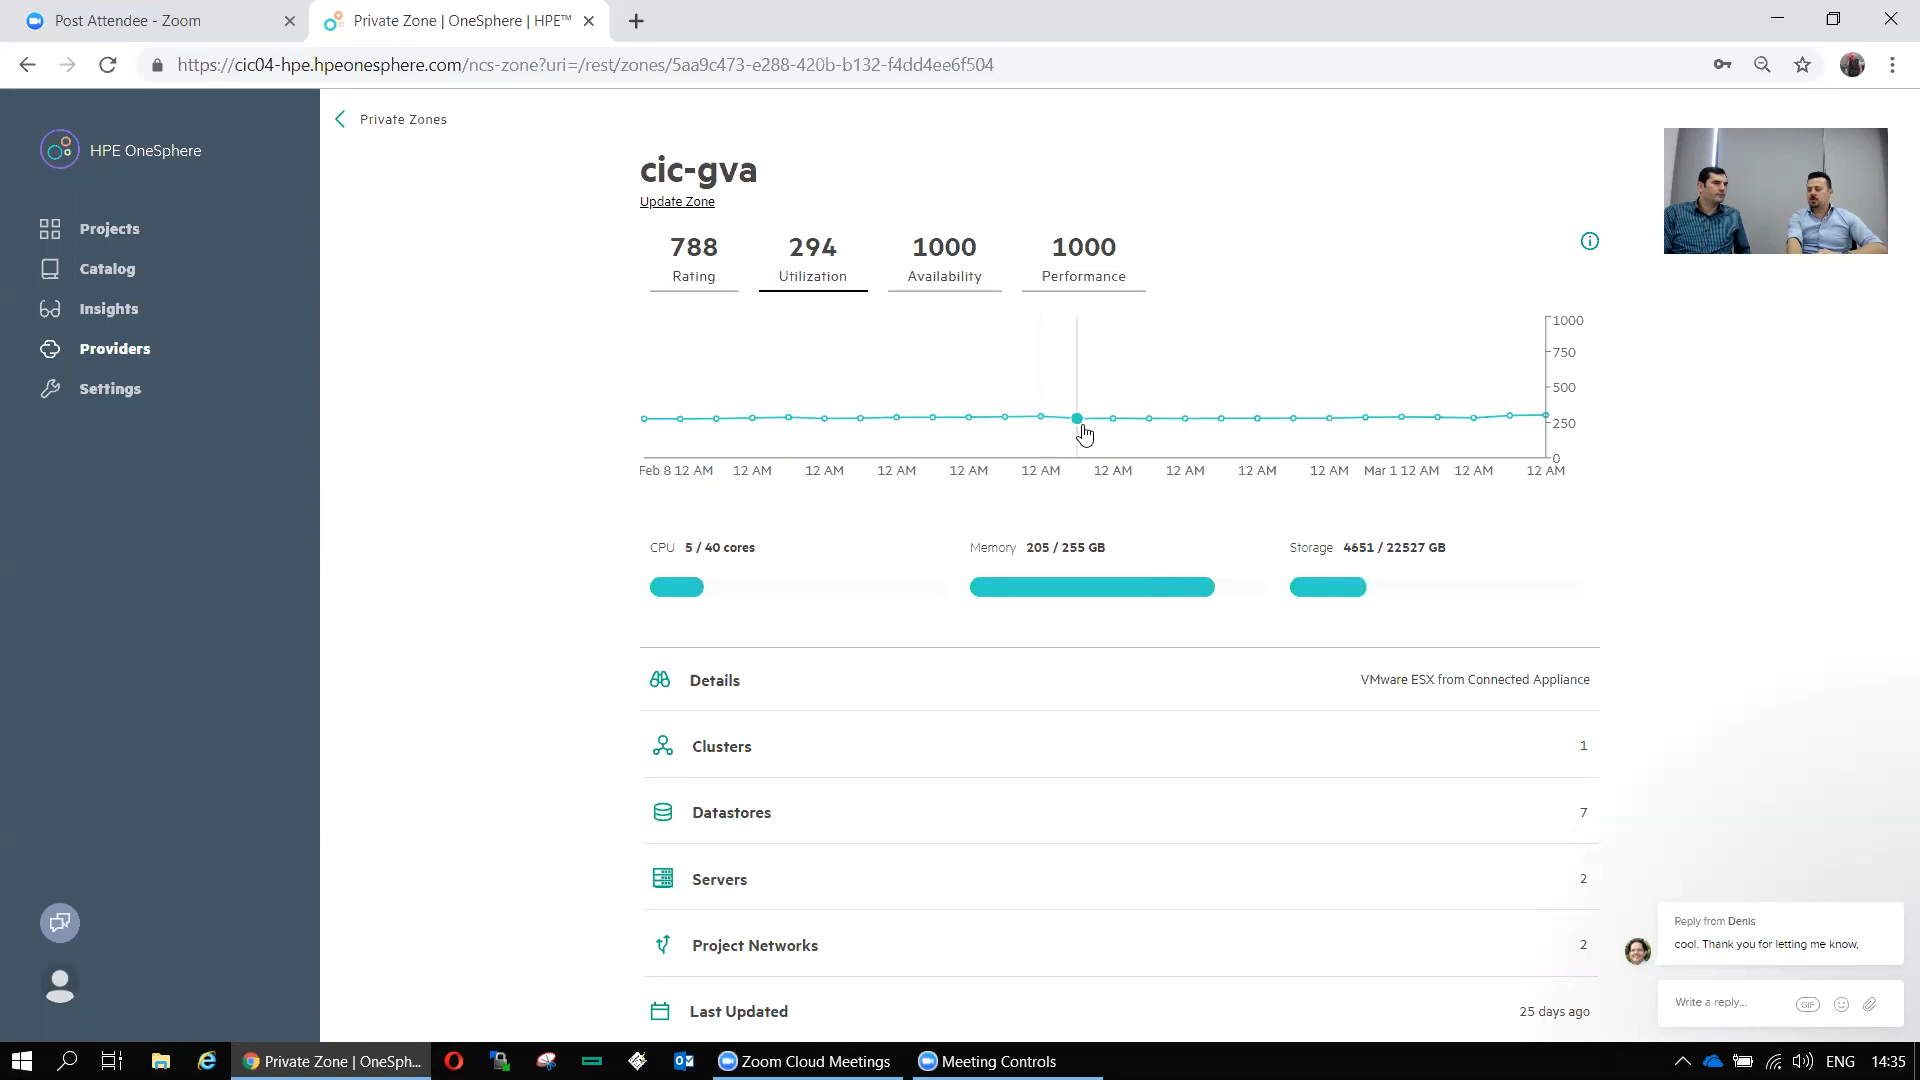 Post Attendee - Zoom
Private Zone | OneSphere | HPE™
https://cic04-hpe.hpeonesphere.com/ncs-zone?uri=/rest/zones/5aa9c473-e288-420b-b132-f4dd4ee6f504
HPE OneSphere
Projects
Catalog
Insights
Providers
Settings
Private Zones
cic-gva
Update Zone
788 294 1000 1000
Rating Utilization Availability Performance
1000
750
500
250
0
Feb 8 12 AM 12 AM 12 AM 12 AM 12 AM 12 AM 12 AM 12 AM 12 AM 12 AM Mar 1 12 AM 12 AM 12 AM
CPU 5 / 40 cores Memory 205 / 255 GB Storage 4651 / 22527 GB
Details VMware ESX from Connected Appliance
Clusters 1
Datastores 7
Servers 2
Project Networks 2
Last Updated 25 days ago
Reply from Denis
cool. Thank you for letting me know,
Write a reply...
GIF
Private Zone | OneSph...
Zoom Cloud Meetings
Meeting Controls
ENG
14:35